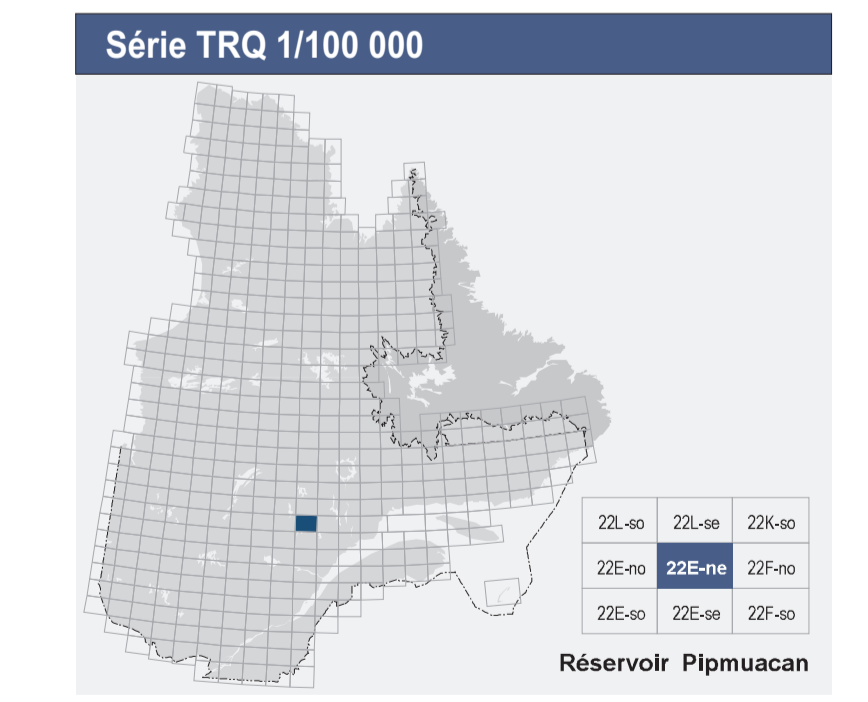 Série TRQ 1/100 000
22L-so 22L-se 22K-so
22E-no 22E-ne 22F-no
22E-so 22E-se 22F-so
Réservoir Pipmuacan